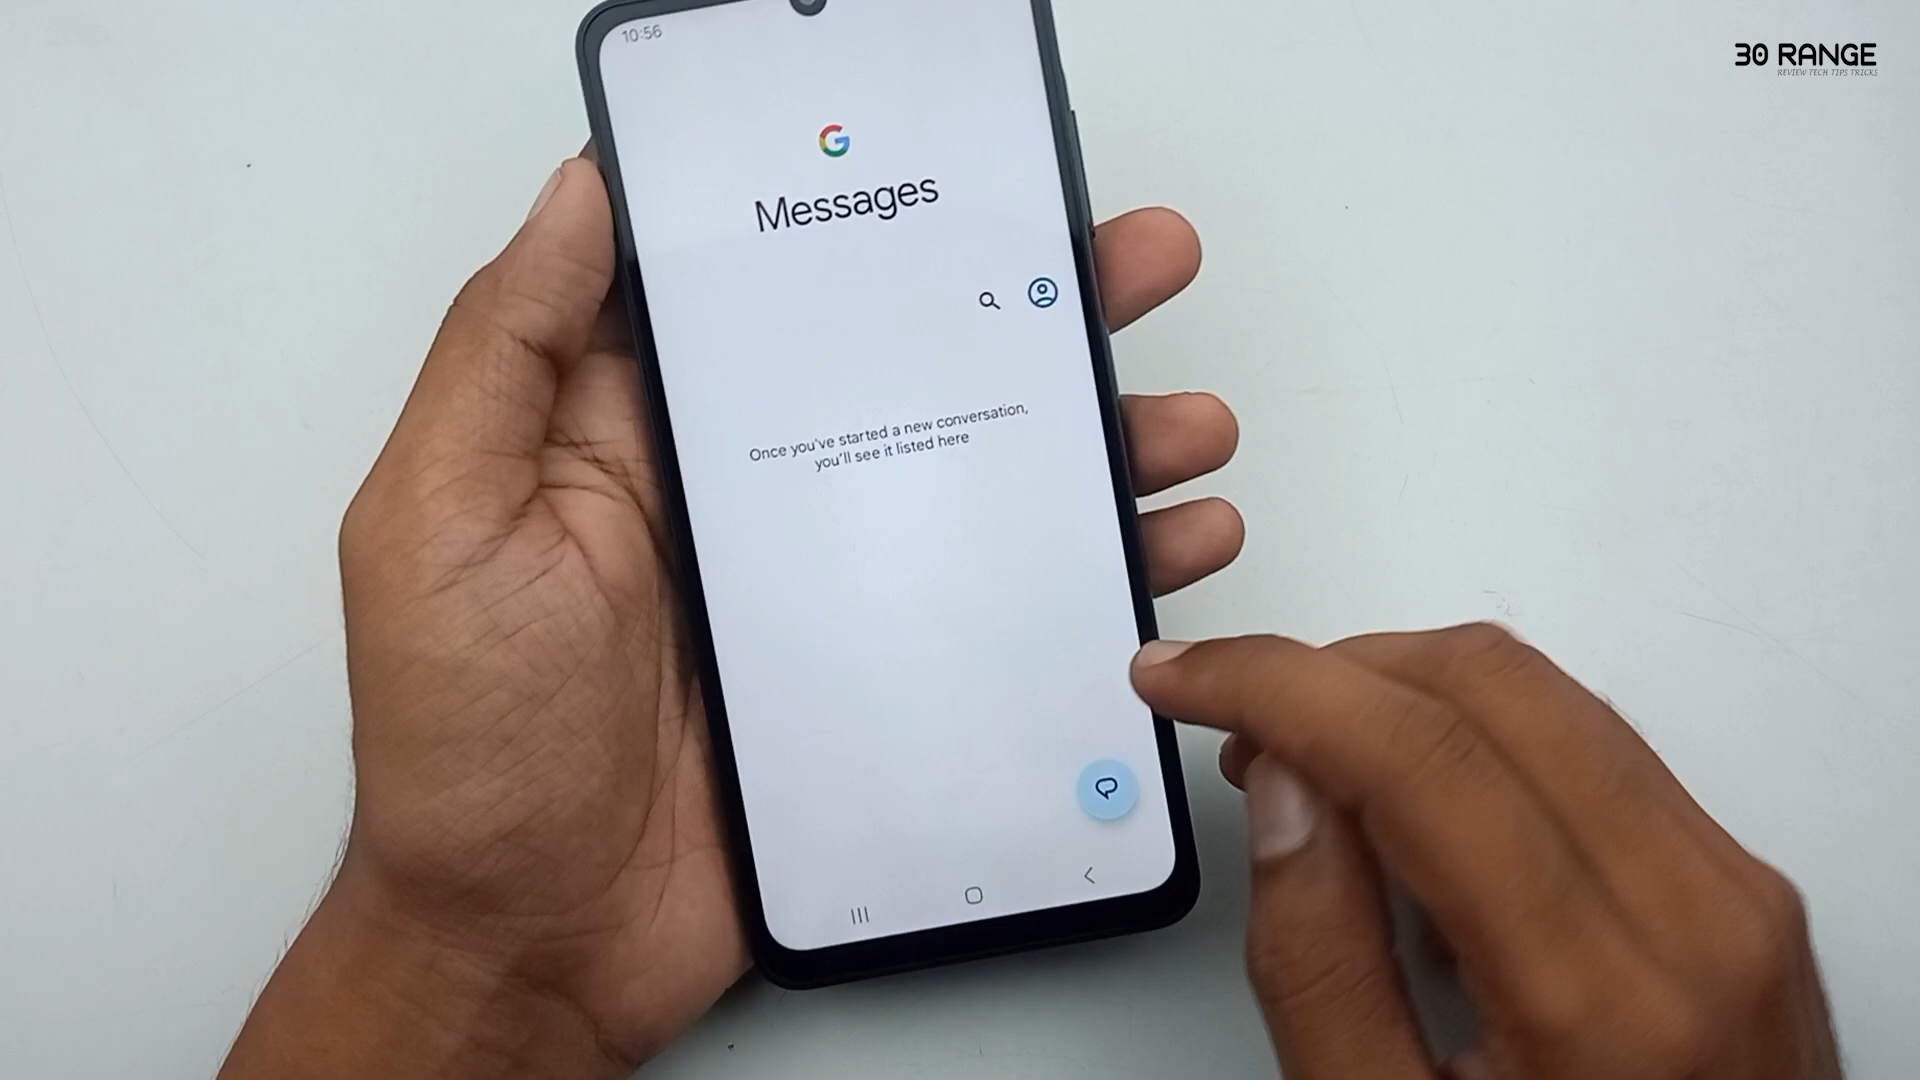 10:56
30 RANGE
REVIEW TECH TIPS TRICKS
G
Messages
Once you've started a new conversation,
you'll see it listed here